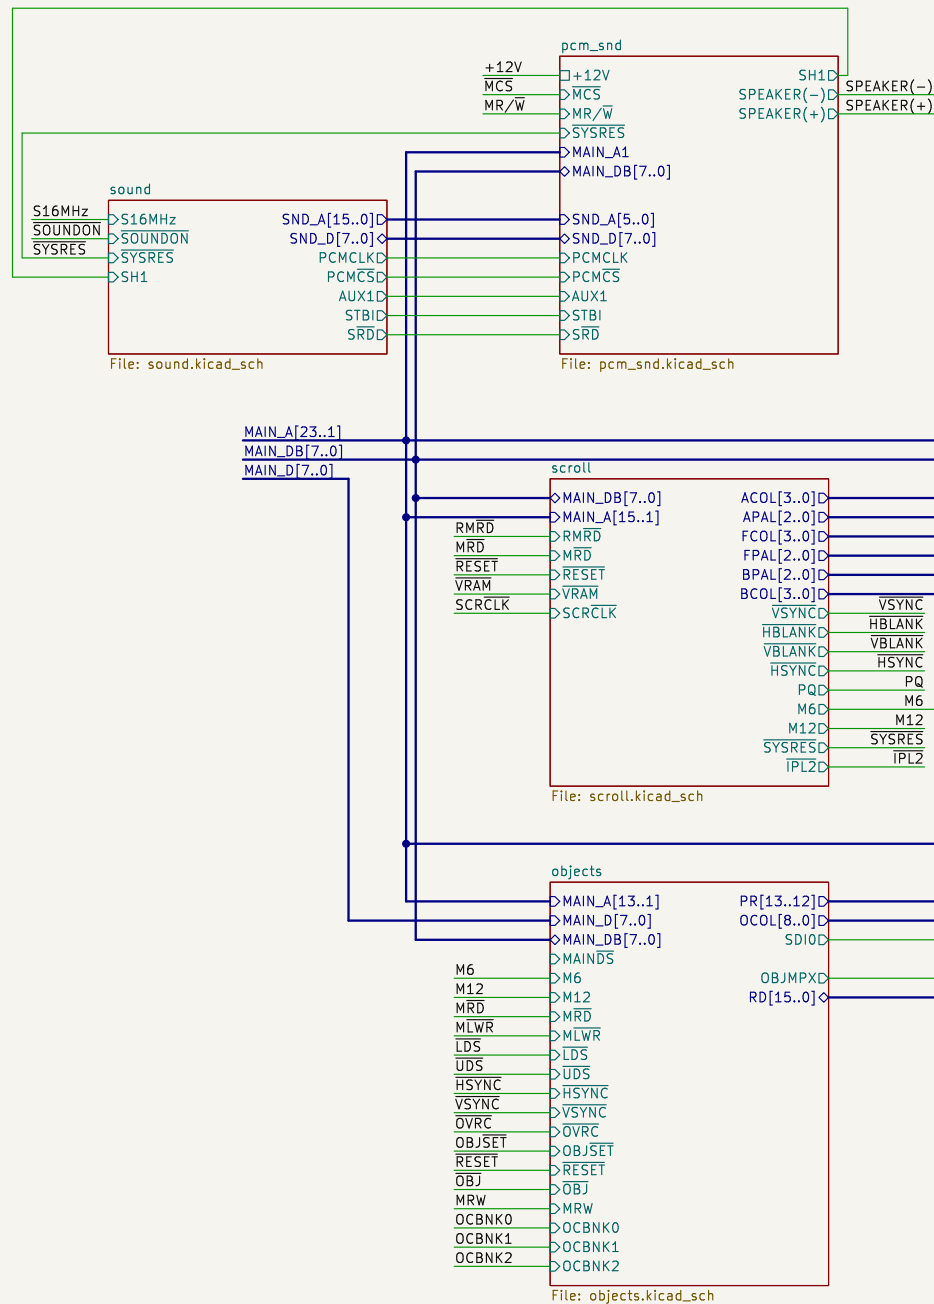 pcm_snd
+12V
MCS
MR/W
+12V
MCS
MR/W
SYSRES
MAIN_A1
MAIN_DB[7..0]
SND_A[5..0]
SND_D[7..0]
PCMCLK
PCMCS
AUX1
STBI
SRD
SH1
SPEAKER(-)
SPEAKER(+)
SPEAKER(-)
SPEAKER(+)
File: pcm_snd.kicad_sch
sound
S16MHz
SOUNDON
SYSRES
S16MHz
SOUNDON
SYSRES
SH1
SND_A[15..0]
SND_D[7..0]
PCMCLK
PCMCS
AUX1
STBI
SRD
File: sound.kicad_sch
MAIN_A[23..1]
MAIN_DB[7..0]
MAIN_D[7..0]
scroll
RMRD
MRD
RESET
VRAM
SCRCLK
MAIN_DB[7..0]
MAIN_A[15..1]
RMRD
MRD
RESET
VRAM
SCRCLK
ACOL[3..0]
APAL[2..0]
FCOL[3..0]
FPAL[2..0]
BPAL[2..0]
BCOL[3..0]
VSYNC
HBLANK
VBLANK
HSYNC
PQ
M6
M12
SYSRES
IPL2
VSYNC
HBLANK
VBLANK
HSYNC
PQ
M6
M12
SYSRES
IPL2
File: scroll.kicad_sch
objects
M6
M12
MRD
MLWR
LDS
UDS
HSYNC
VSYNC
OVRC
OBJSET
RESET
OBJ
MRW
OCBNK0
OCBNK1
OCBNK2
MAIN_A[13..1]
MAIN_D[7..0]
MAIN_DB[7..0]
MAINDS
M6
M12
MRD
MLWR
LDS
UDS
HSYNC
VSYNC
OVRC
OBJSET
RESET
OBJ
MRW
OCBNK0
OCBNK1
OCBNK2
PR[13..12]
OCOL[8..0]
SDI0
OBJMPX
RD[15..0]
File: objects.kicad_sch